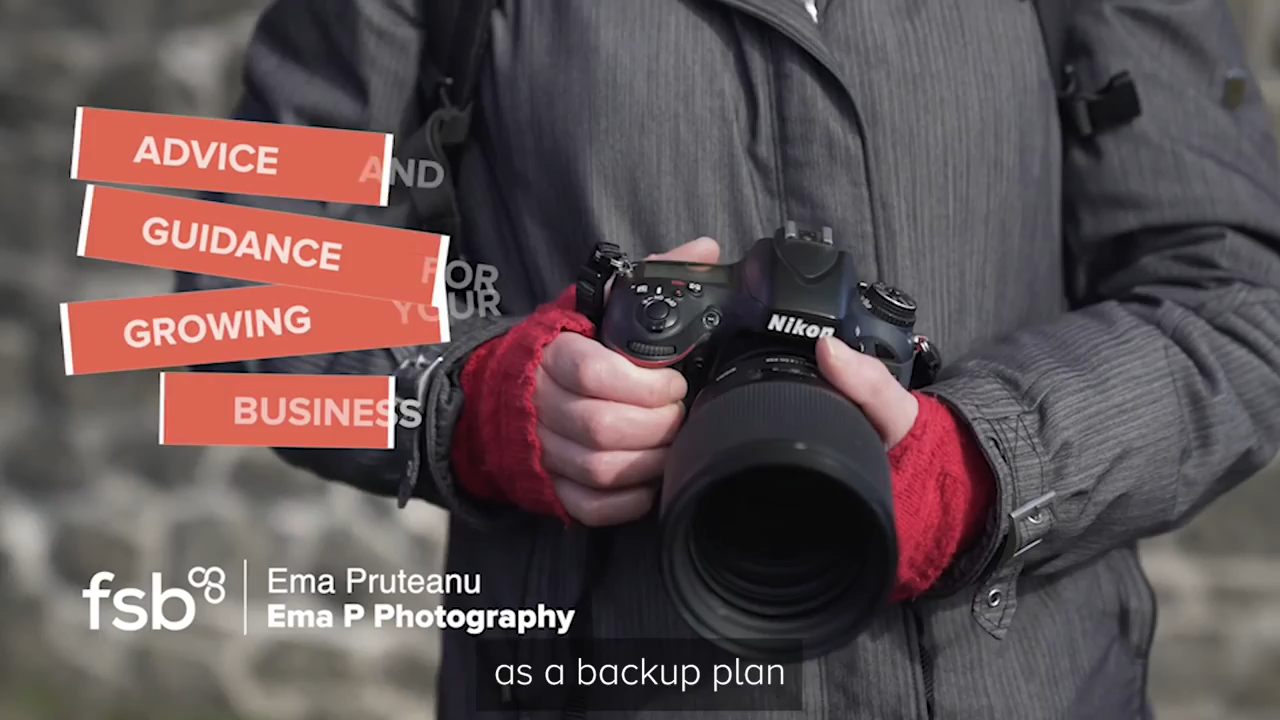 ADVICE AND
GUIDANCE FOR
GROWING YOUR
BUSINESS
Nikon
fsb
Ema Pruteanu
Ema P Photography
as a backup plan